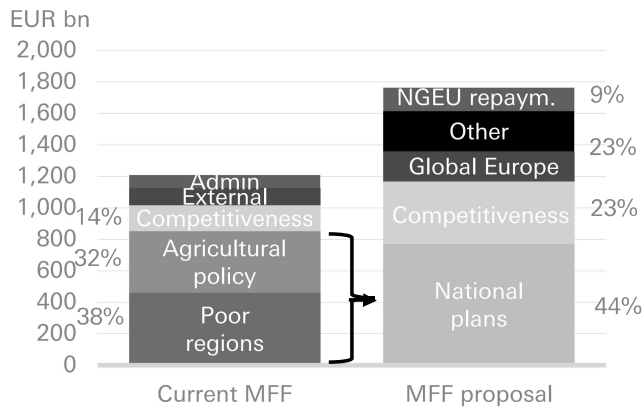 EUR bn
2,000
1,800
1,600
1,400
1,200
1,000
800
600
400
200
0
14%
32%
38%
Admin
External
Competitiveness
Agricultural
policy
Poor
regions
NGEU repaym.
Other
Global Europe
Competitiveness
National
plans
9%
23%
23%
44%
Current MFF
MFF proposal